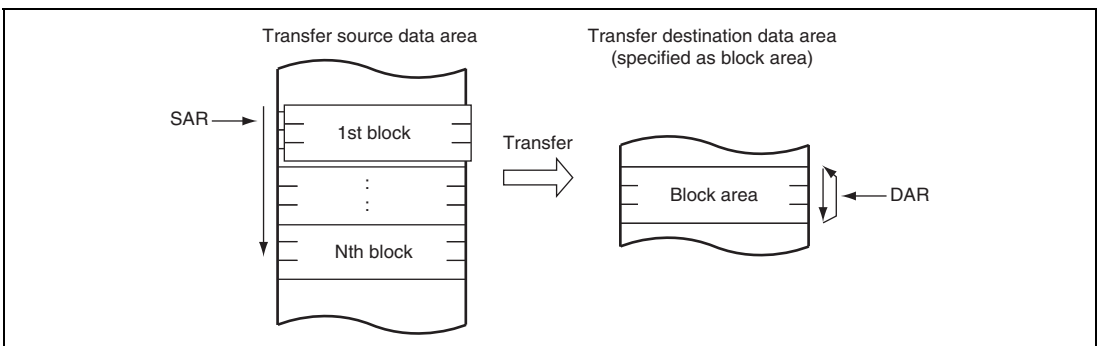 Transfer source data area
Transfer destination data area
(specified as block area)
SAR
1st block
Transfer
:
:
Block area
DAR
Nth block